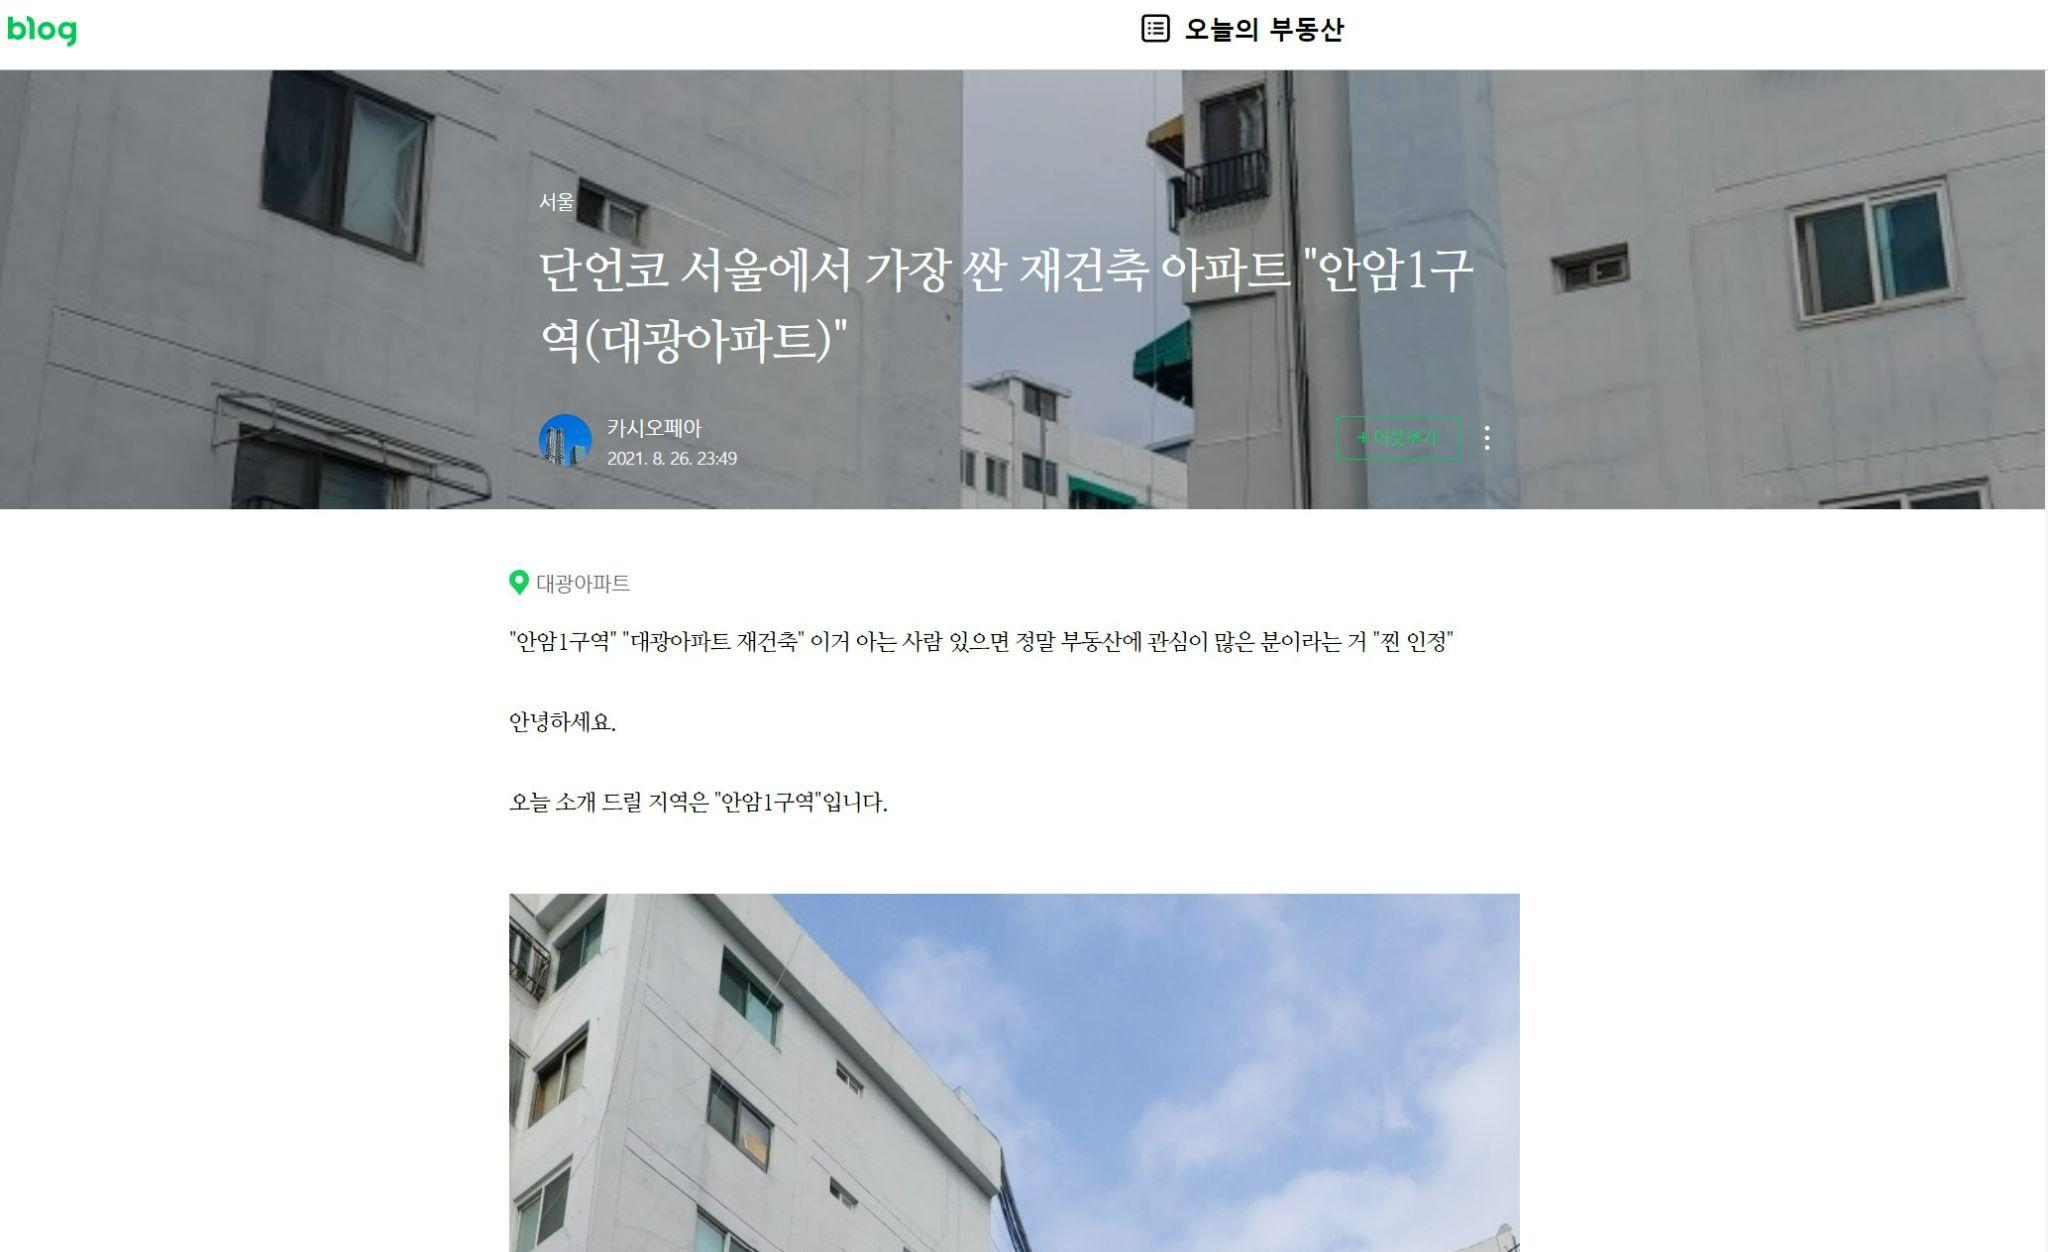 blog
오늘의 부동산
서울
단언코 서울에서 가장 싼 재건축 아파트 "안암1구
역(대광아파트)"
카시오페아
2021. 8. 26. 23:49
+ 이웃추가
대광아파트
"안암1구역" "대광아파트 재건축" 이거 아는 사람 있으면 정말 부동산에 관심이 많은 분이라는 거 "찐 인정"
안녕하세요.
오늘 소개 드릴 지역은 "안암1구역"입니다.